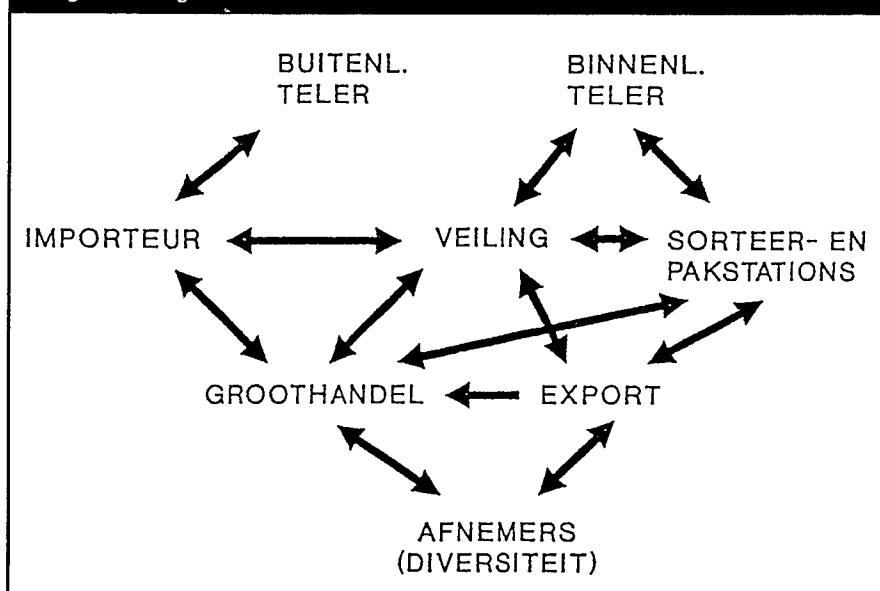 BUITENL.
TELER
BINNENL.
TELER
IMPORTEUR
VEILING
SORTEER- EN
PAKSTATIONS
GROOTHANDEL
EXPORT
AFNEMERS
(DIVERSITEIT)